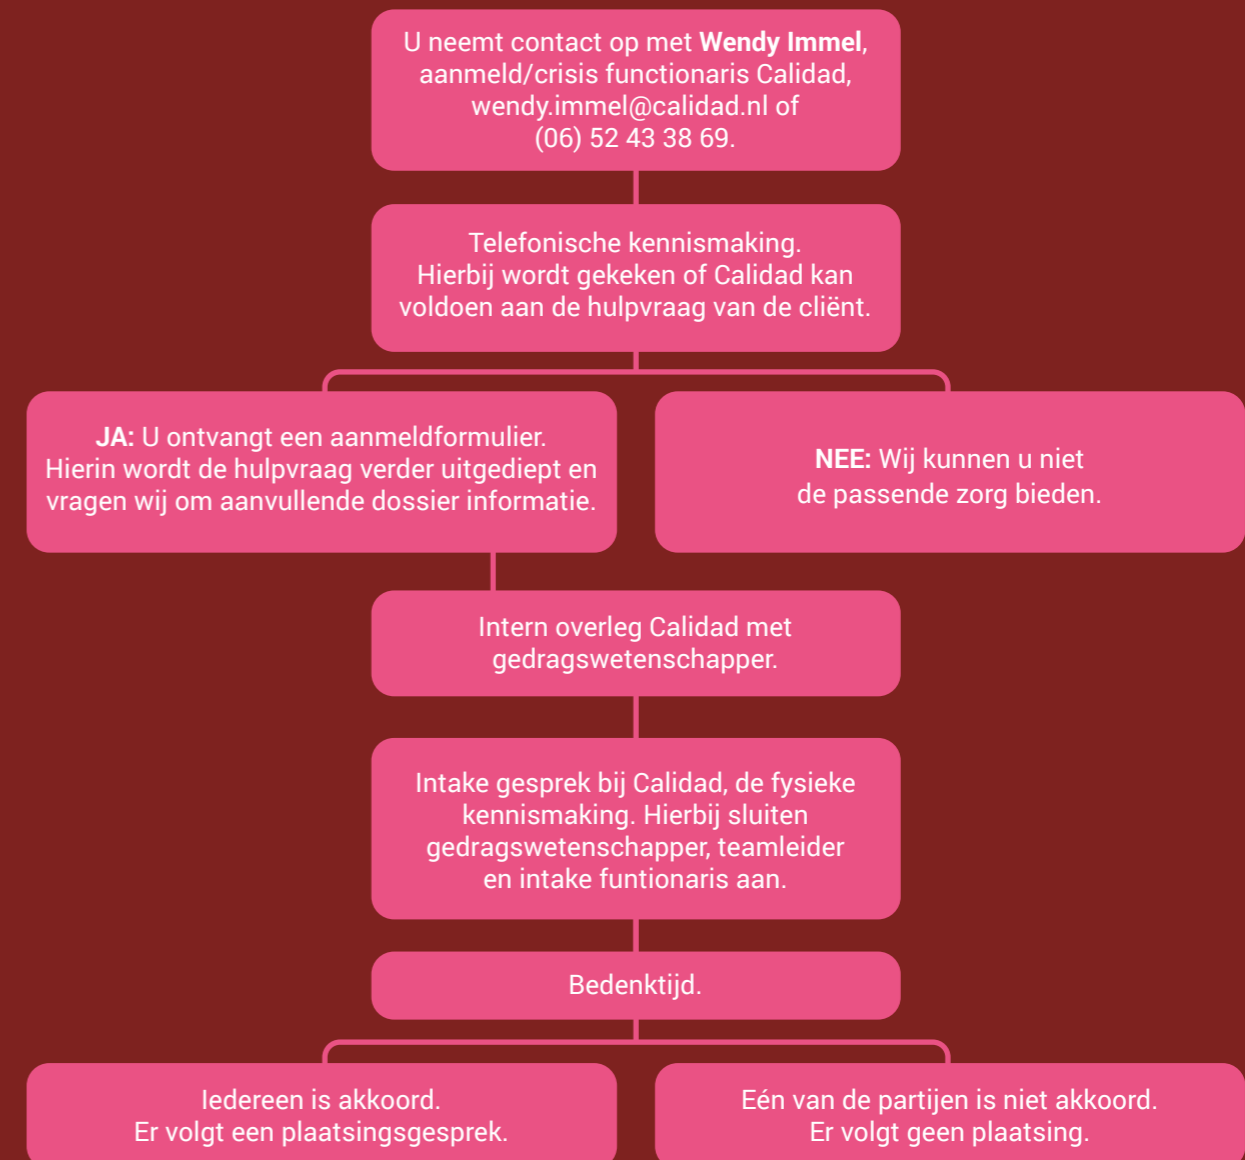 U neemt contact op met Wendy Immel,
aanmeld/crisis functionaris Calidad,
wendy.immel@calidad.nl of
(06) 52 43 38 69.
Telefonische kennismaking.
Hierbij wordt gekeken of Calidad kan
voldoen aan de hulpvraag van de cliënt.
JA: U ontvangt een aanmeldformulier.
Hierin wordt de hulpvraag verder uitgediept en
vragen wij om aanvullende dossier informatie.
NEE: Wij kunnen u niet
de passende zorg bieden.
Intern overleg Calidad met
gedragswetenschapper.
Intake gesprek bij Calidad, de fysieke
kennismaking. Hierbij sluiten
gedragswetenschapper, teamleider
en intake funtionaris aan.
Bedenktijd.
Iedereen is akkoord.
Er volgt een plaatsingsgesprek.
Eén van de partijen is niet akkoord.
Er volgt geen plaatsing.